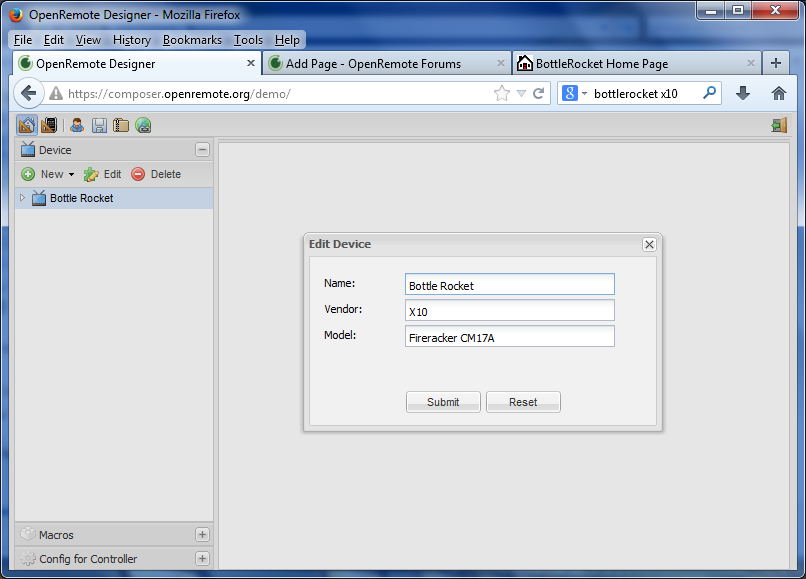 OpenRemote Designer - Mozilla Firefox
File Edit View History Bookmarks Tools Help
OpenRemote Designer Add Page - OpenRemote Forums BottleRocket Home Page
https://composer.openremote.org/demo/ bottlerocket x10
Device
New Edit Delete
Bottle Rocket
Edit Device
Name: Bottle Rocket
Vendor: X10
Model: Fireracker CM17A
Submit Reset
Macros
Config for Controller